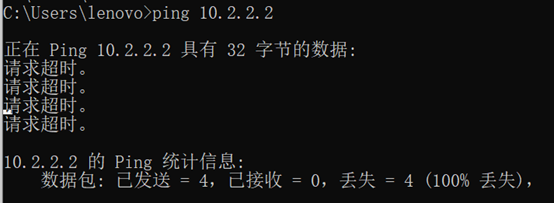 C:\Users\lenovo>ping 10.2.2.2
正在 Ping 10.2.2.2 具有 32 字节的数据:
请求超时。
请求超时。
请求超时。
请求超时。
10.2.2.2 的 Ping 统计信息:
数据包: 已发送 = 4，已接收 = 0，丢失 = 4 (100% 丢失)，